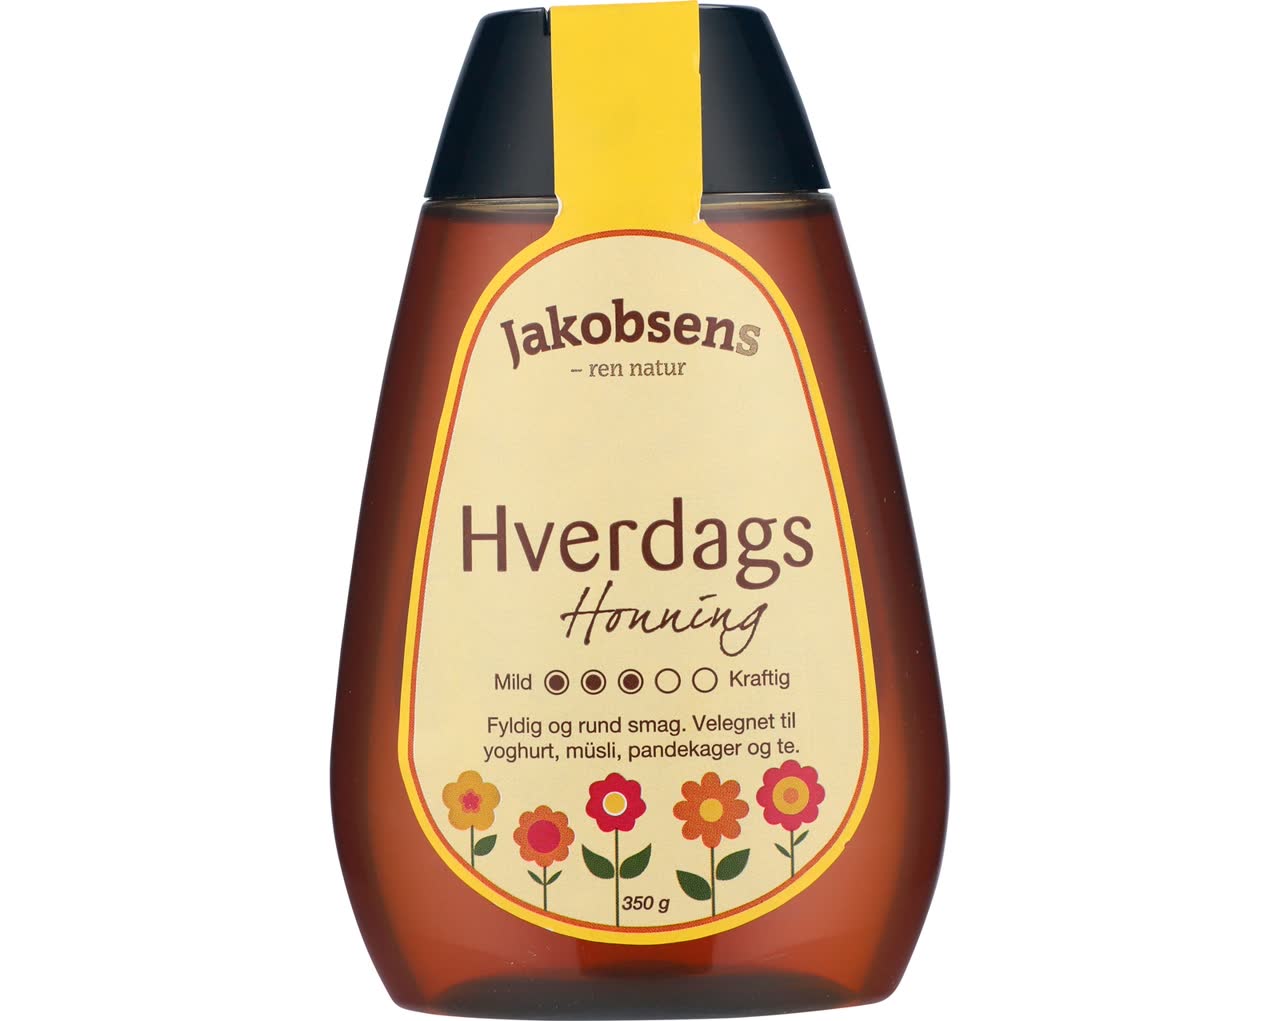 Jakobsens
– ren natur
Hverdags
Honning
Mild Kraftig
Fyldig og rund smag. Velegnet til
yoghurt, müsli, pandekager og te.
350 g